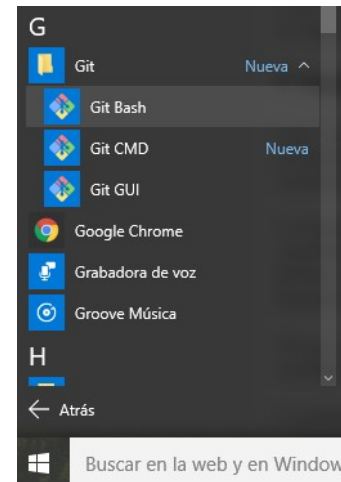 G
Git Nueva
Git Bash
Git CMD Nueva
Git GUI
Google Chrome
Grabadora de voz
Groove Música
H
Atrás
Buscar en la web y en Window